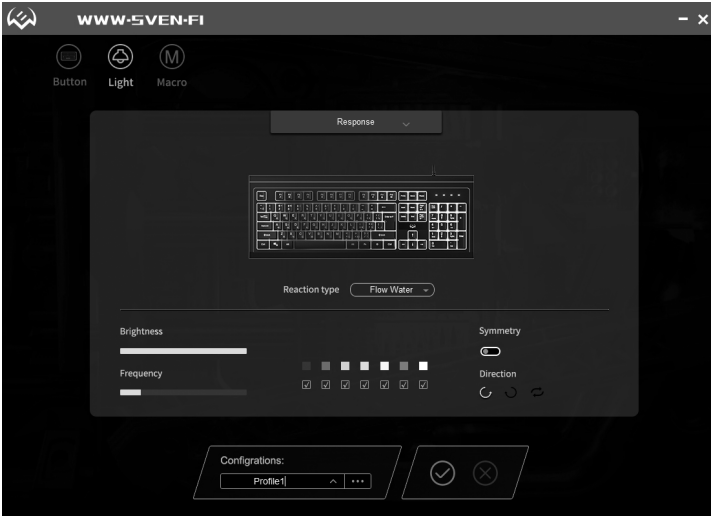 WWW-SVEN-FI
M
Button Light Macro
Response
Reaction type Flow Water
Brightness
Symmetry
Frequency
Direction
Configrations:
Profile1